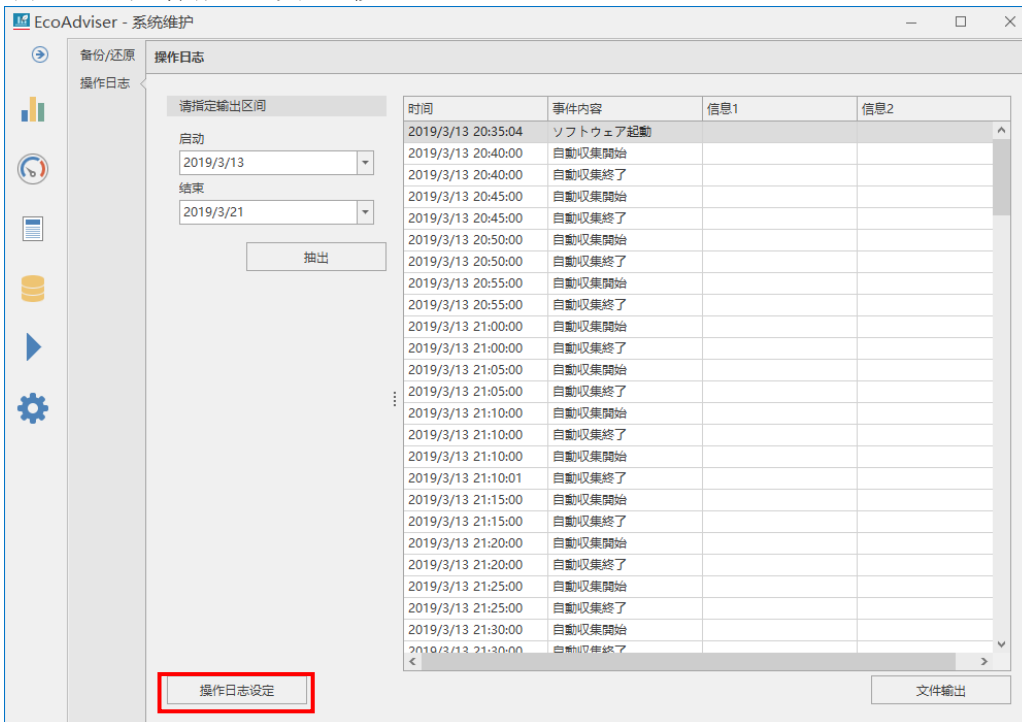 EcoAdviser - 系统维护
备份/还原
操作日志
操作日志
请指定输出区间
启动
2019/3/13
结束
2019/3/21
抽出
时间 事件内容 信息1 信息2
2019/3/13 20:35:04 ソフトウェア起動
2019/3/13 20:40:00 自動収集開始
2019/3/13 20:40:00 自動収集終了
2019/3/13 20:45:00 自動収集開始
2019/3/13 20:45:00 自動収集終了
2019/3/13 20:50:00 自動収集開始
2019/3/13 20:50:00 自動収集終了
2019/3/13 20:55:00 自動収集開始
2019/3/13 20:55:00 自動収集終了
2019/3/13 21:00:00 自動収集開始
2019/3/13 21:00:00 自動収集終了
2019/3/13 21:05:00 自動収集開始
2019/3/13 21:05:00 自動収集終了
2019/3/13 21:10:00 自動収集開始
2019/3/13 21:10:00 自動収集終了
2019/3/13 21:10:00 自動収集開始
2019/3/13 21:10:01 自動収集終了
2019/3/13 21:15:00 自動収集開始
2019/3/13 21:15:00 自動収集終了
2019/3/13 21:20:00 自動収集開始
2019/3/13 21:20:00 自動収集終了
2019/3/13 21:25:00 自動収集開始
2019/3/13 21:25:00 自動収集終了
2019/3/13 21:30:00 自動収集開始
2019/3/13 21:30:00 自動収集終了
操作日志设定
文件输出